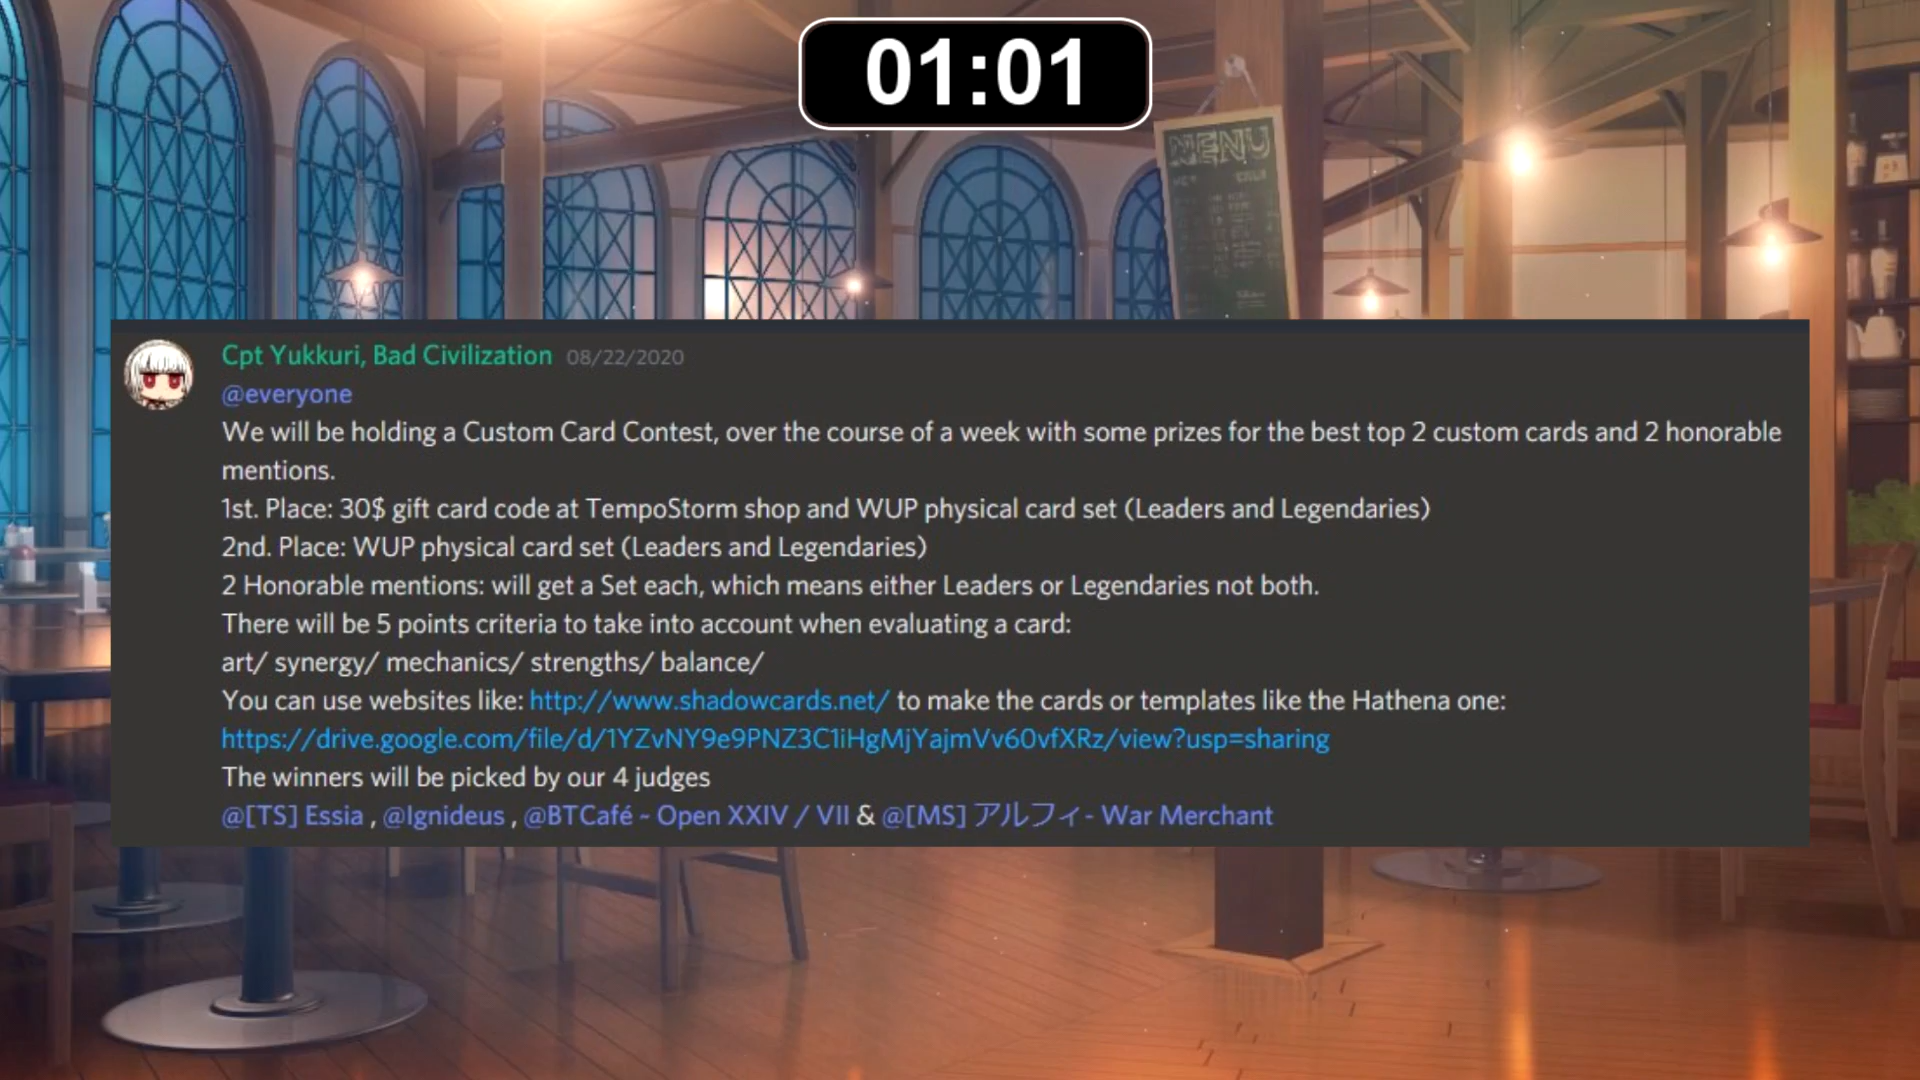 01:01
MENU
Cpt Yukkuri, Bad Civilization 08/22/2020
@everyone
We will be holding a Custom Card Contest, over the course of a week with some prizes for the best top 2 custom cards and 2 honorable
mentions.
1st. Place: 30$ gift card code at TempoStorm shop and WUP physical card set (Leaders and Legendaries)
2nd. Place: WUP physical card set (Leaders and Legendaries)
2 Honorable mentions: will get a Set each, which means either Leaders or Legendaries not both.
There will be 5 points criteria to take into account when evaluating a card:
art/ synergy/ mechanics/ strengths/ balance/
You can use websites like: http://www.shadowcards.net/ to make the cards or templates like the Hathena one:
https://drive.google.com/file/d/1YZvNY9e9PNZ3C1iHgMjYajmVv60vfXRz/view?usp=sharing
The winners will be picked by our 4 judges
@[TS] Essia , @Ignideus , @BTCafé ~ Open XXIV / VII & @[MS] アルフィ- War Merchant